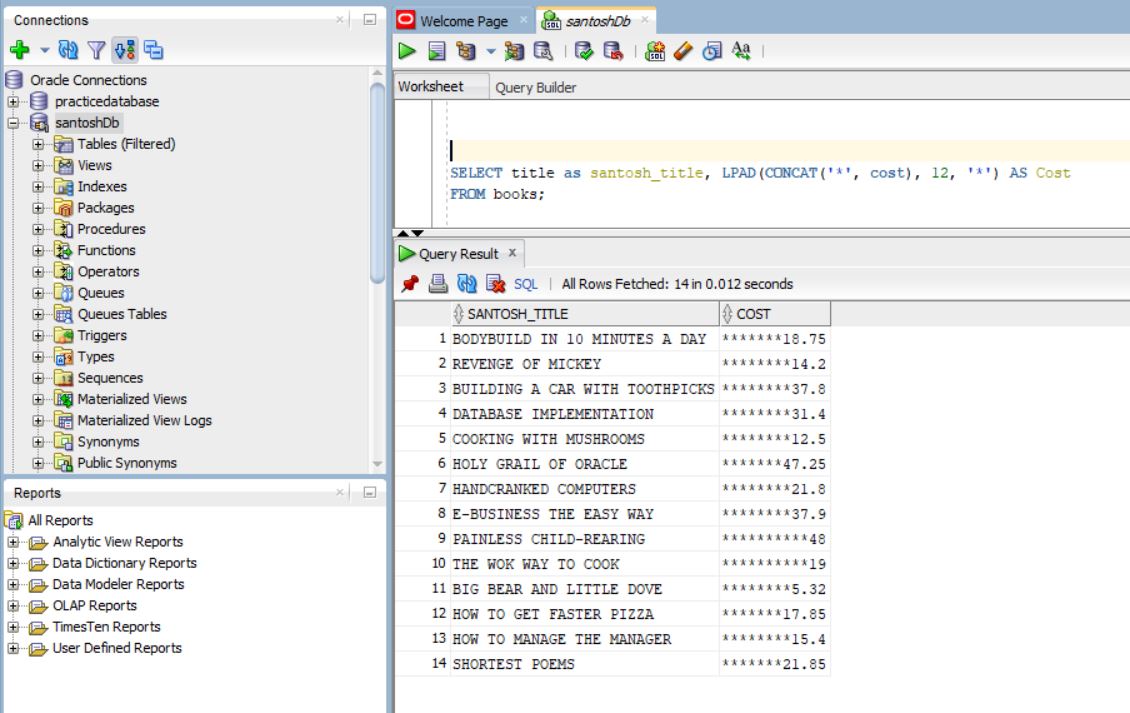 Connections
Oracle Connections
practicedatabase
santoshDb
Tables (Filtered)
Views
Indexes
Packages
Procedures
Functions
Operators
Queues
Queues Tables
Triggers
Types
Sequences
Materialized Views
Materialized View Logs
Synonyms
Public Synonyms
Reports
All Reports
Analytic View Reports
Data Dictionary Reports
Data Modeler Reports
OLAP Reports
TimesTen Reports
User Defined Reports
Welcome Page santoshDb
Worksheet Query Builder
SELECT title as santosh_title, LPAD(CONCAT('*', cost), 12, '*') AS Cost
FROM books;
Query Result
SQL | All Rows Fetched: 14 in 0.012 seconds
SANTOSH_TITLE COST
1 BODYBUILD IN 10 MINUTES A DAY *******18.75
2 REVENGE OF MICKEY ********14.2
3 BUILDING A CAR WITH TOOTHPICKS ********37.8
4 DATABASE IMPLEMENTATION ********31.4
5 COOKING WITH MUSHROOMS ********12.5
6 HOLY GRAIL OF ORACLE *******47.25
7 HANDCRANKED COMPUTERS ********21.8
8 E-BUSINESS THE EASY WAY ********37.9
9 PAINLESS CHILD-REARING **********48
10 THE WOK WAY TO COOK **********19
11 BIG BEAR AND LITTLE DOVE ********5.32
12 HOW TO GET FASTER PIZZA *******17.85
13 HOW TO MANAGE THE MANAGER ********15.4
14 SHORTEST POEMS *******21.85